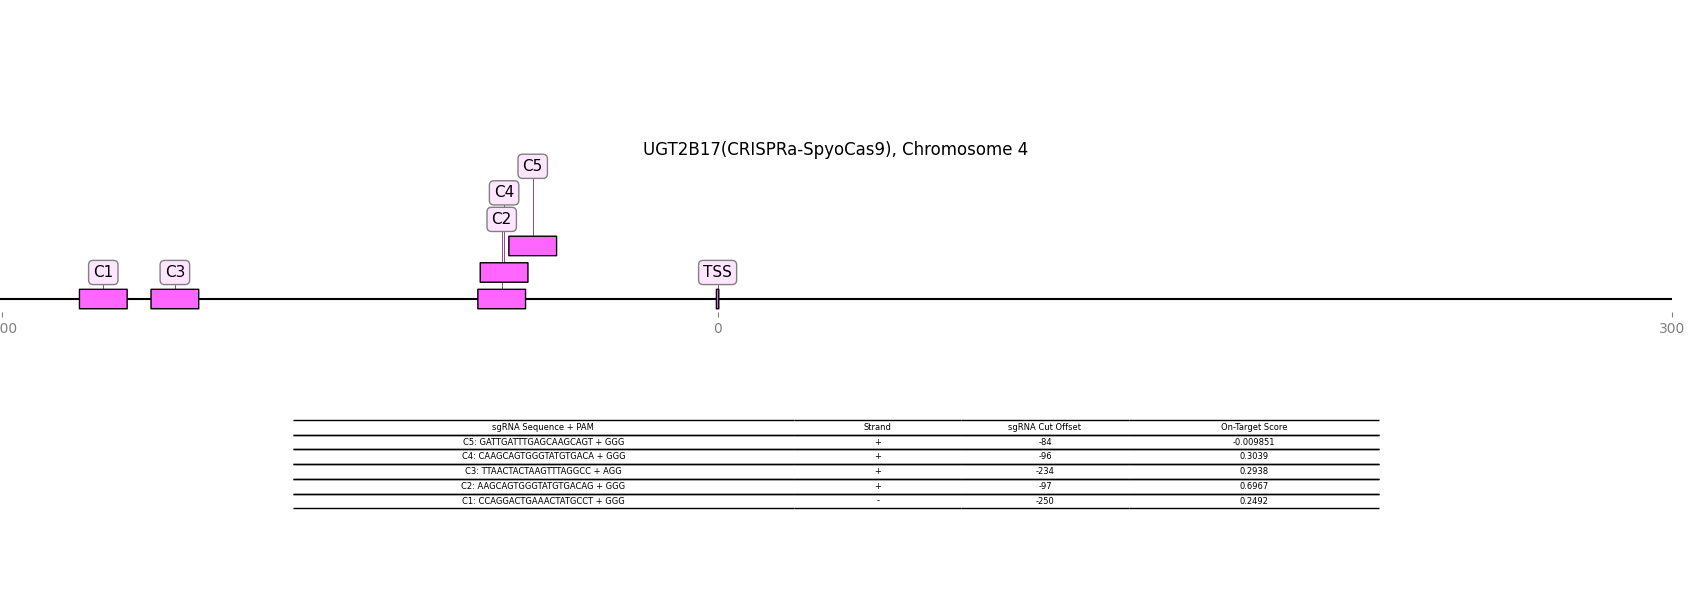 UGT2B17(CRISPRa-SpyoCas9), Chromosome 4
C5
C4
C2
C1 C3 TSS
00 0 300
sgRNA Sequence + PAM Strand sgRNA Cut Offset On-Target Score
C5: GATTGATTTGAGCAAGCAGT + GGG + -84 -0.009851
C4: CAAGCAGTGGGTATGTGACA + GGG + -96 0.3039
C3: TTAACTACTAAGTTTAGGCC + AGG + -234 0.2938
C2: AAGCAGTGGGTATGTGACAG + GGG + -97 0.6967
C1: CCAGGACTGAAACTATGCCT + GGG - -250 0.2492